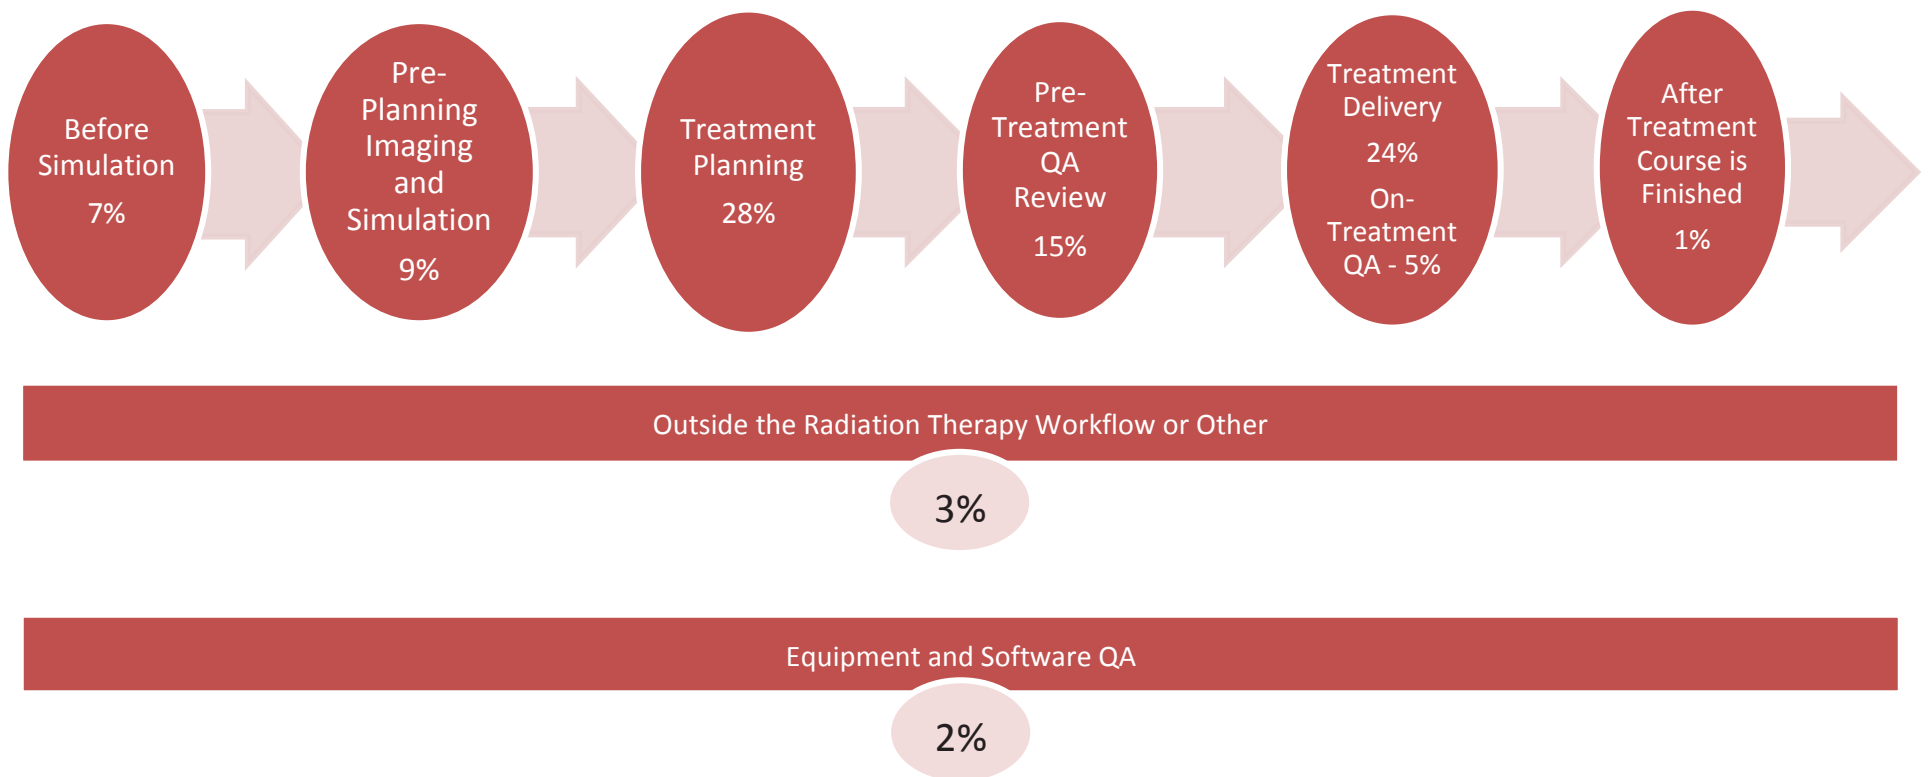 Before
Simulation
7%
Pre-
Planning
Imaging
and
Simulation
9%
Treatment
Planning
28%
Pre-
Treatment
QA
Review
15%
Treatment
Delivery
24%
On-
Treatment
QA - 5%
After
Treatment
Course is
Finished
1%
Outside the Radiation Therapy Workflow or Other
3%
Equipment and Software QA
2%